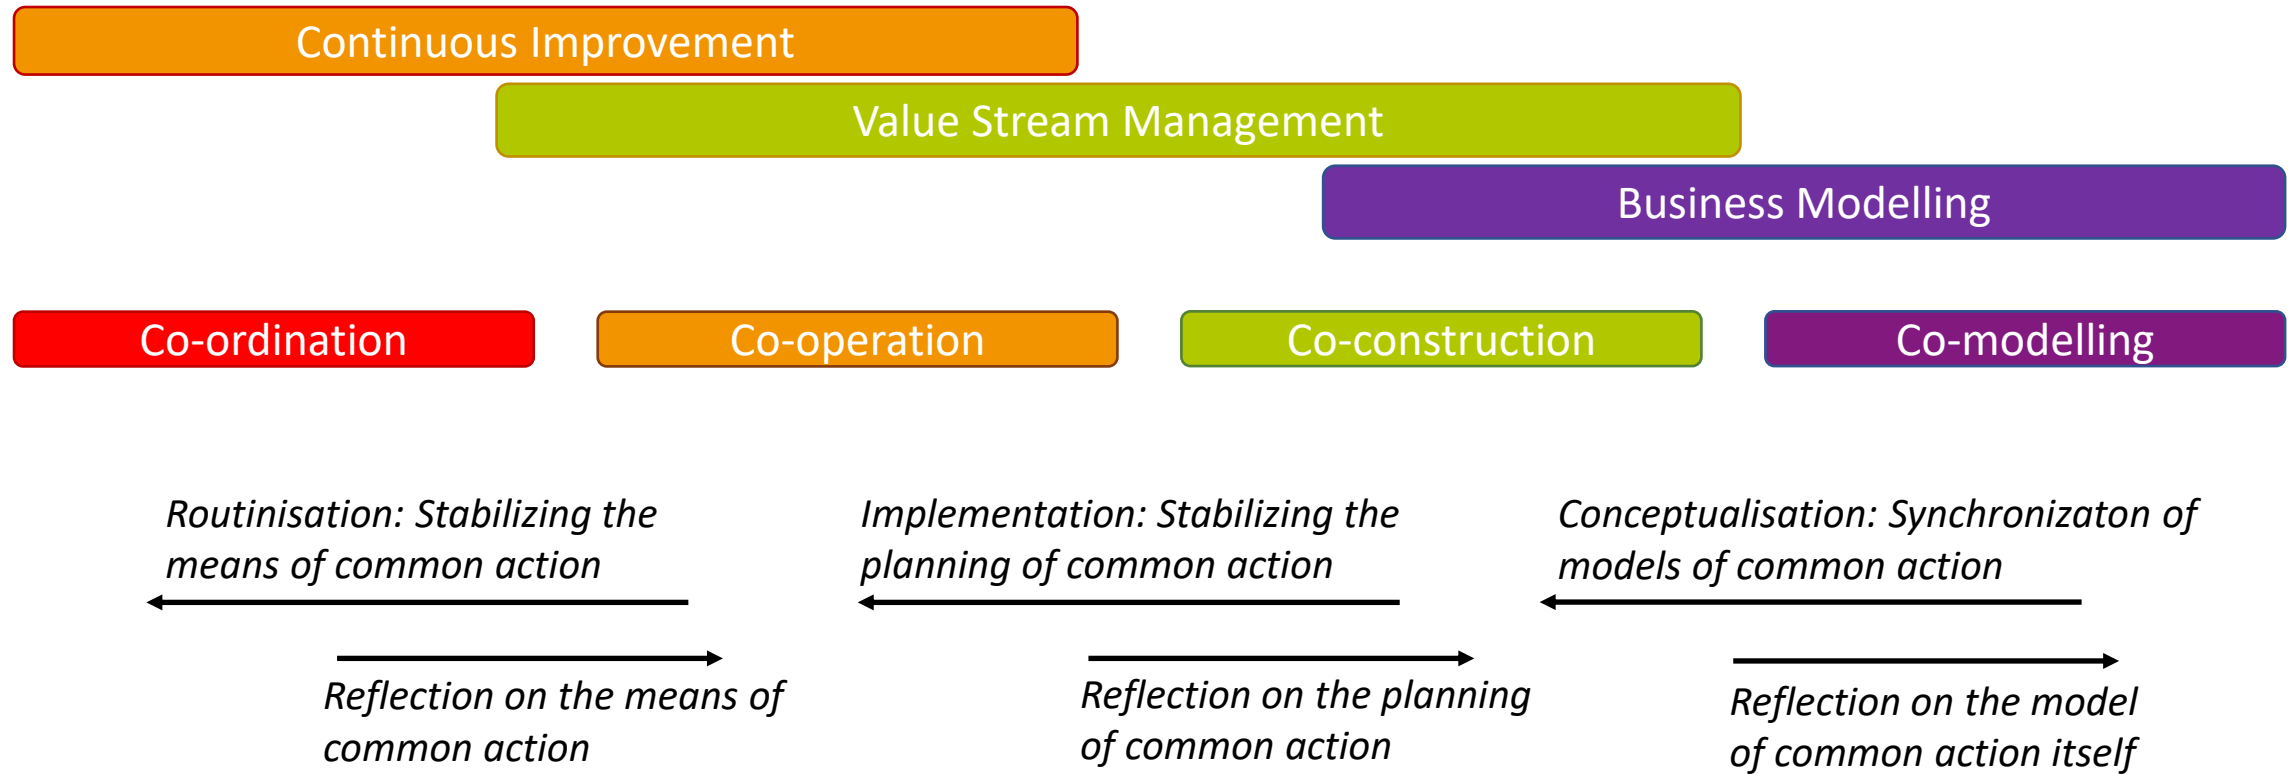 Continuous Improvement
Value Stream Management
Business Modelling
Co-ordination
Co-operation
Co-construction
Co-modelling
Routinisation: Stabilizing the
means of common action
Implementation: Stabilizing the
planning of common action
Conceptualisation: Synchronizaton of
models of common action
Reflection on the means of
common action
Reflection on the planning
of common action
Reflection on the model
of common action itself